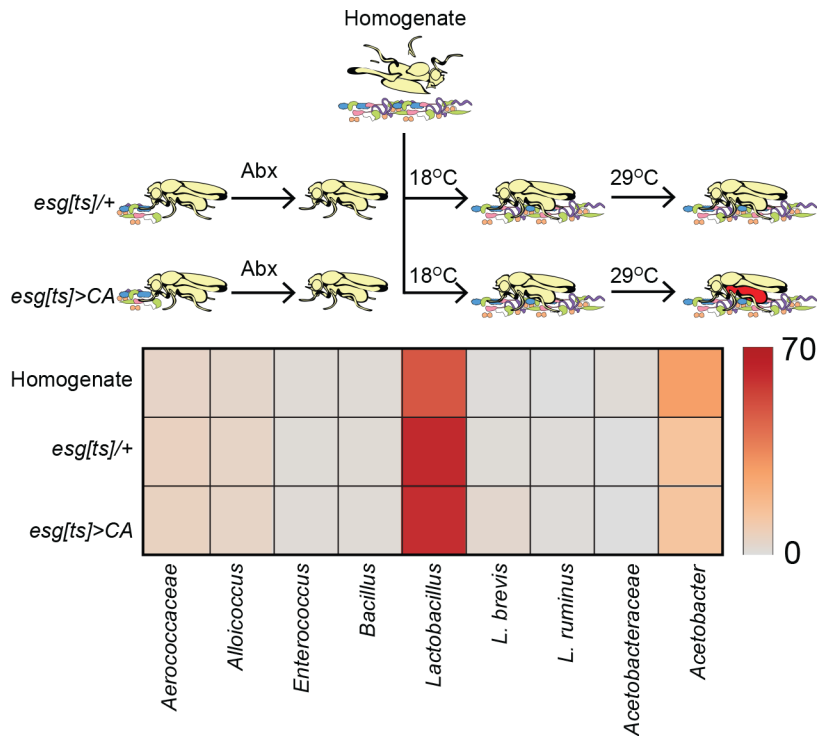 Homogenate
Abx
18°C
29°C
esg[ts]/+
Abx
18°C
29°C
esg[ts]>CA
70
Homogenate
esg[ts]/+
esg[ts]>CA
0
Aerococcaceae
Alloicoccus
Enterococcus
Bacillus
Lactobacillus
L. brevis
L. ruminus
Acetobacteraceae
Acetobacter